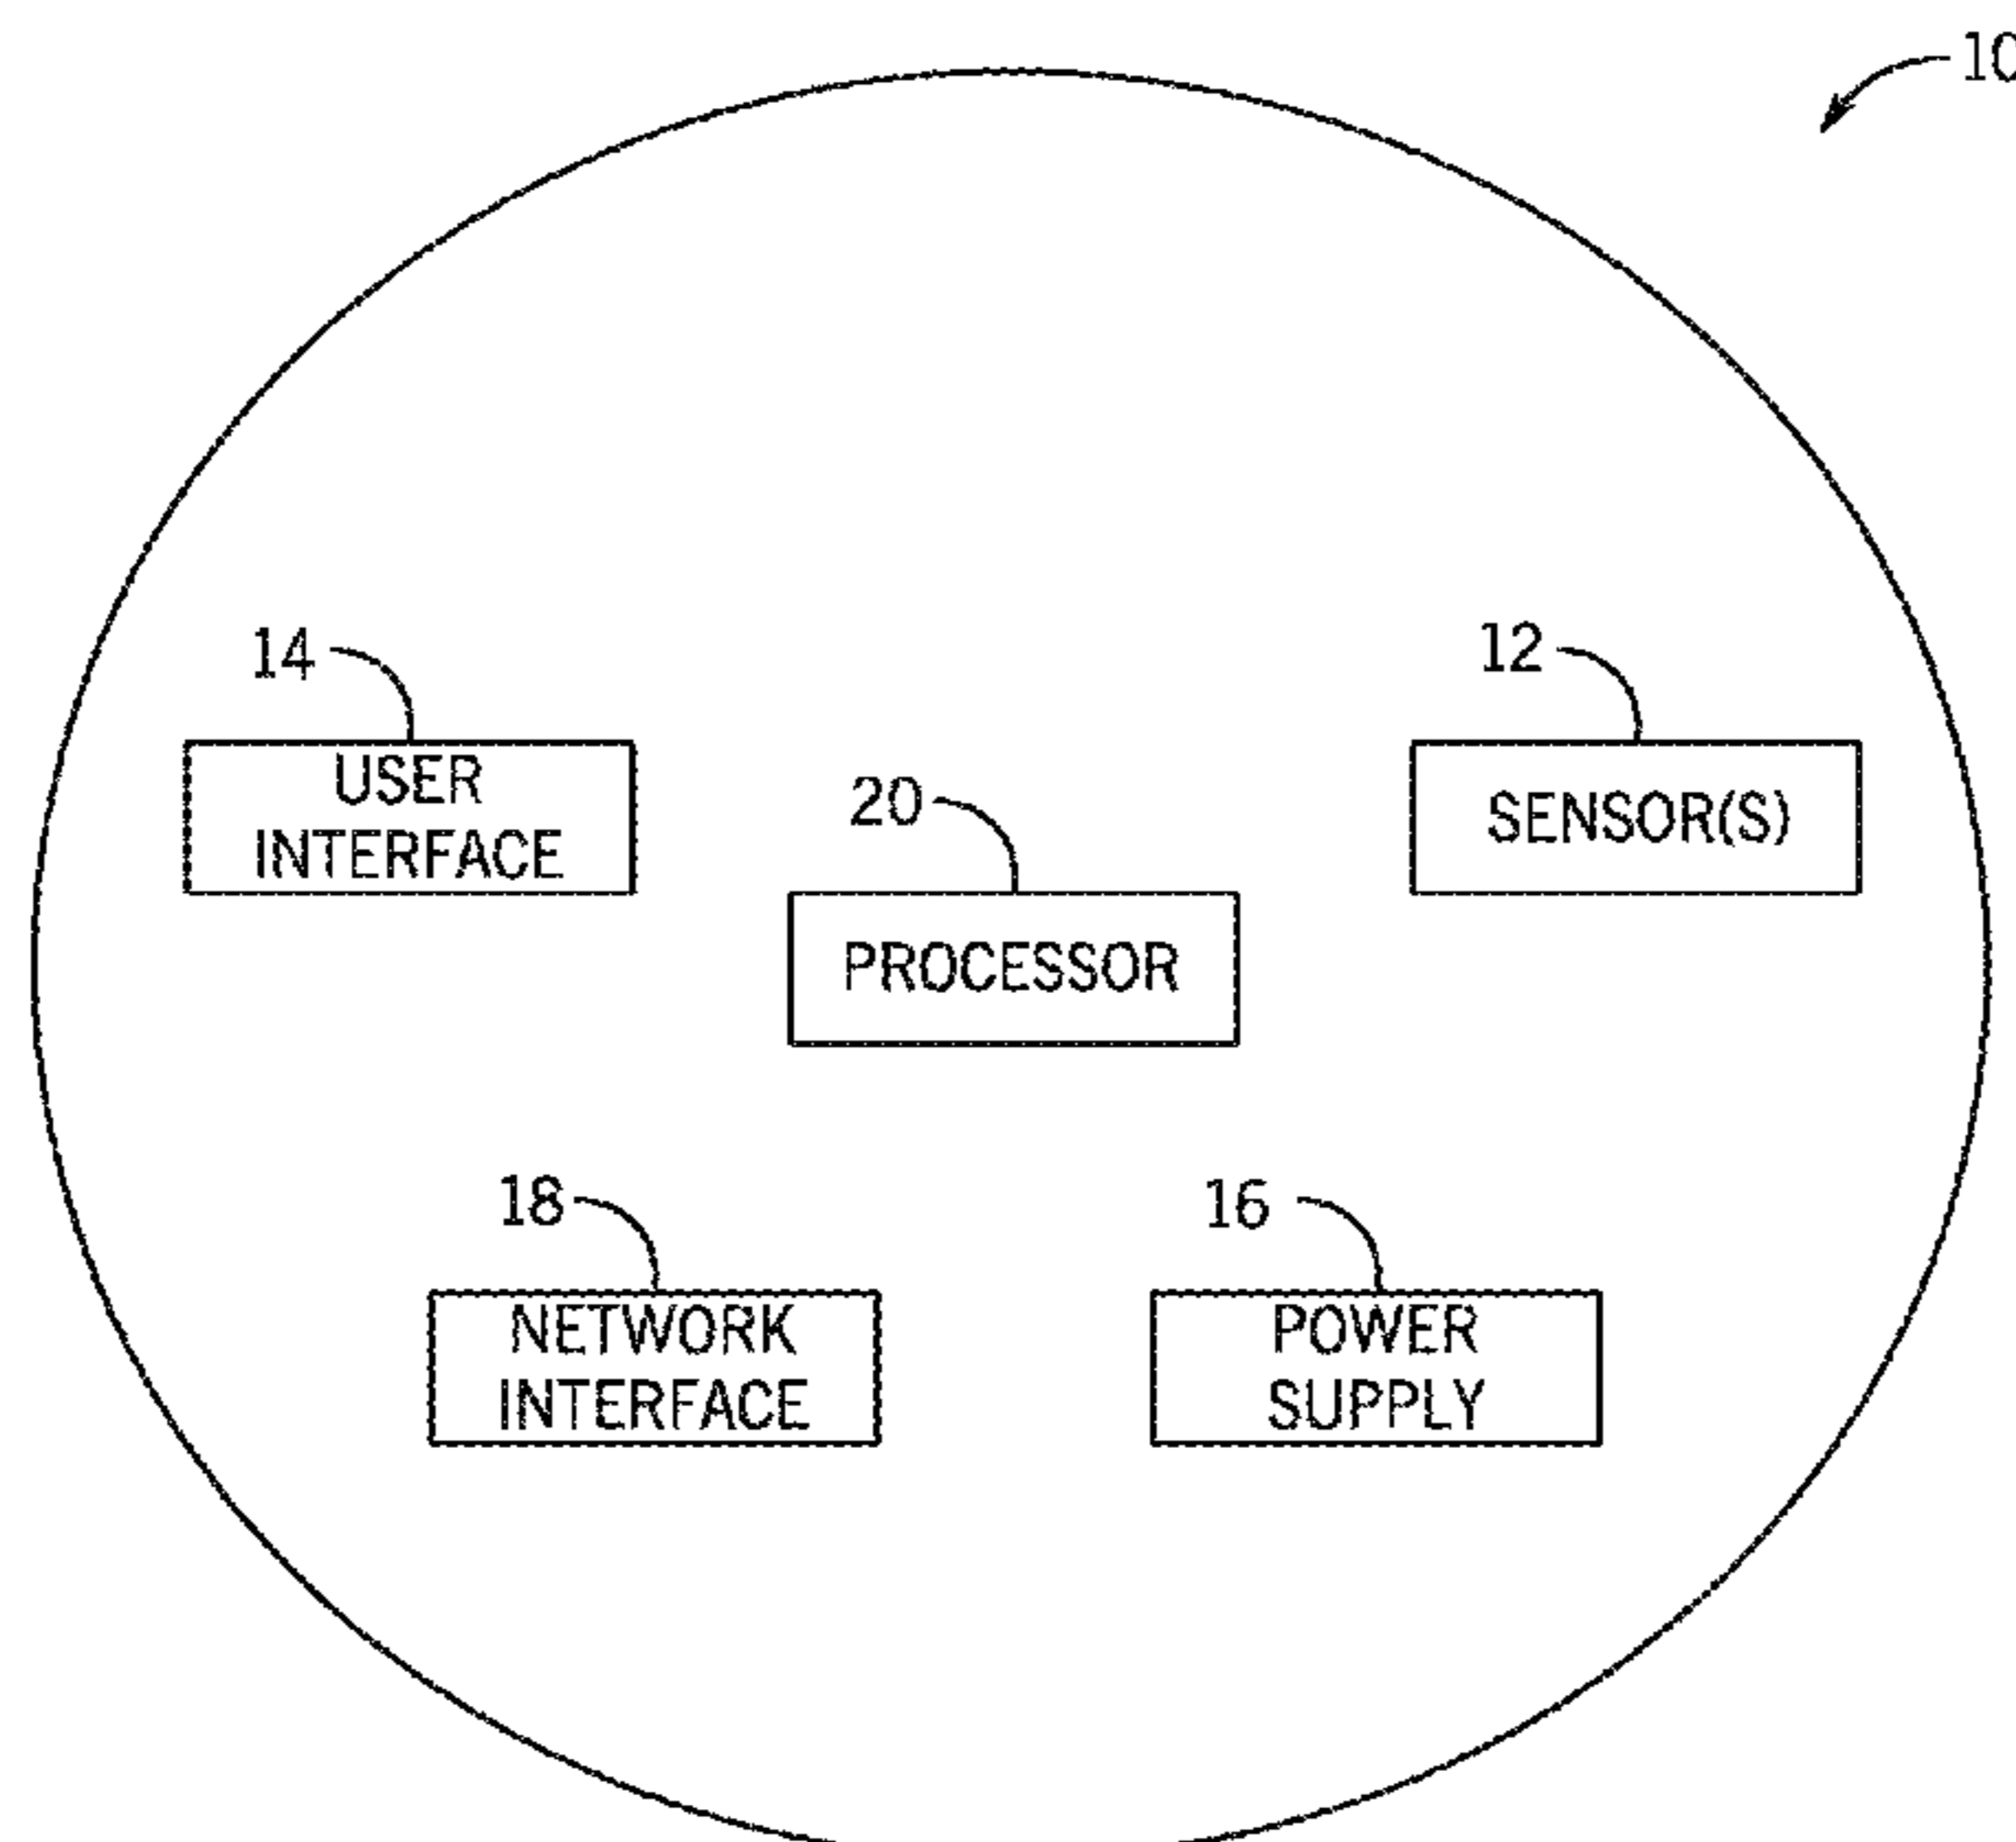 10
14
12
USER
INTERFACE
20
SENSOR(S)
PROCESSOR
18
16
NETWORK
INTERFACE
POWER
SUPPLY